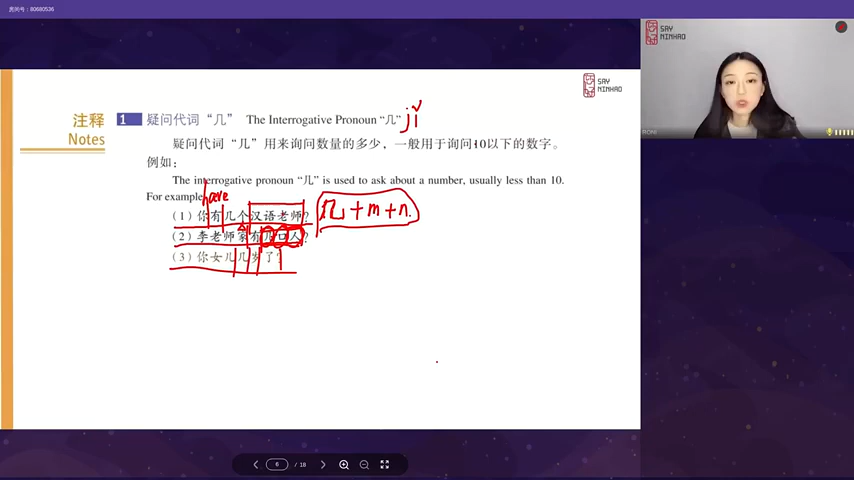 房间号：80680536
SAY
NINHAO
SAY
NINHAO
RONI
注释
Notes
1 疑问代词“几” The Interrogative Pronoun “几” jǐ
疑问代词“几”用来询问数量的多少，一般用于询问10以下的数字。
例如：
The interrogative pronoun “几” is used to ask about a number, usually less than 10.
For example
have
(1) 你有几个汉语老师？
几+m+n.
(2) 李老师家有几口人？
(3) 你女儿几岁了？
6 / 18